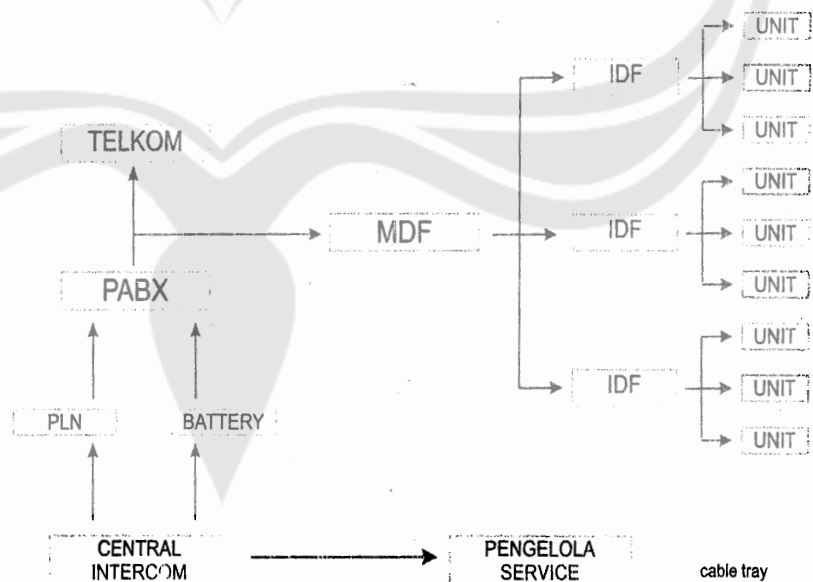 UNIT
IDF
UNIT
UNIT
TELKOM
UNIT
MDF
IDF
UNIT
PABX
UNIT
UNIT
IDF
UNIT
PLN
BATTERY
UNIT
CENTRAL
INTERCOM
PENGELOLA
SERVICE
cable tray